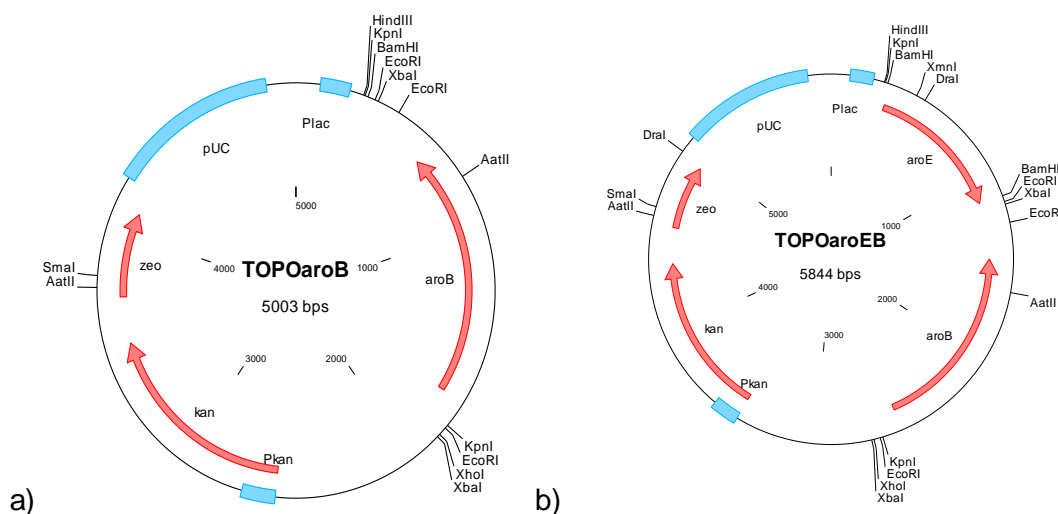 HindIII
KpnI
BamHI
EcoRI
XbaI
EcoRI
Plac
pUC
AatII
5000
zeo
4000
TOPOaroB
1000
aroB
SmaI
AatII
5003 bps
3000
2000
kan
Pkan
KpnI
EcoRI
XhoI
XbaI
a)
HindIII
KpnI
BamHI
XmnI
DraI
Plac
pUC
DraI
aroE
BamHI
EcoRI
XbaI
EcoR
SmaI
AatII
zeo
5000
1000
TOPOaroEB
5844 bps
AatII
4000
2000
kan
3000
aroB
Pkan
KpnI
EcoRI
XhoI
XbaI
b)